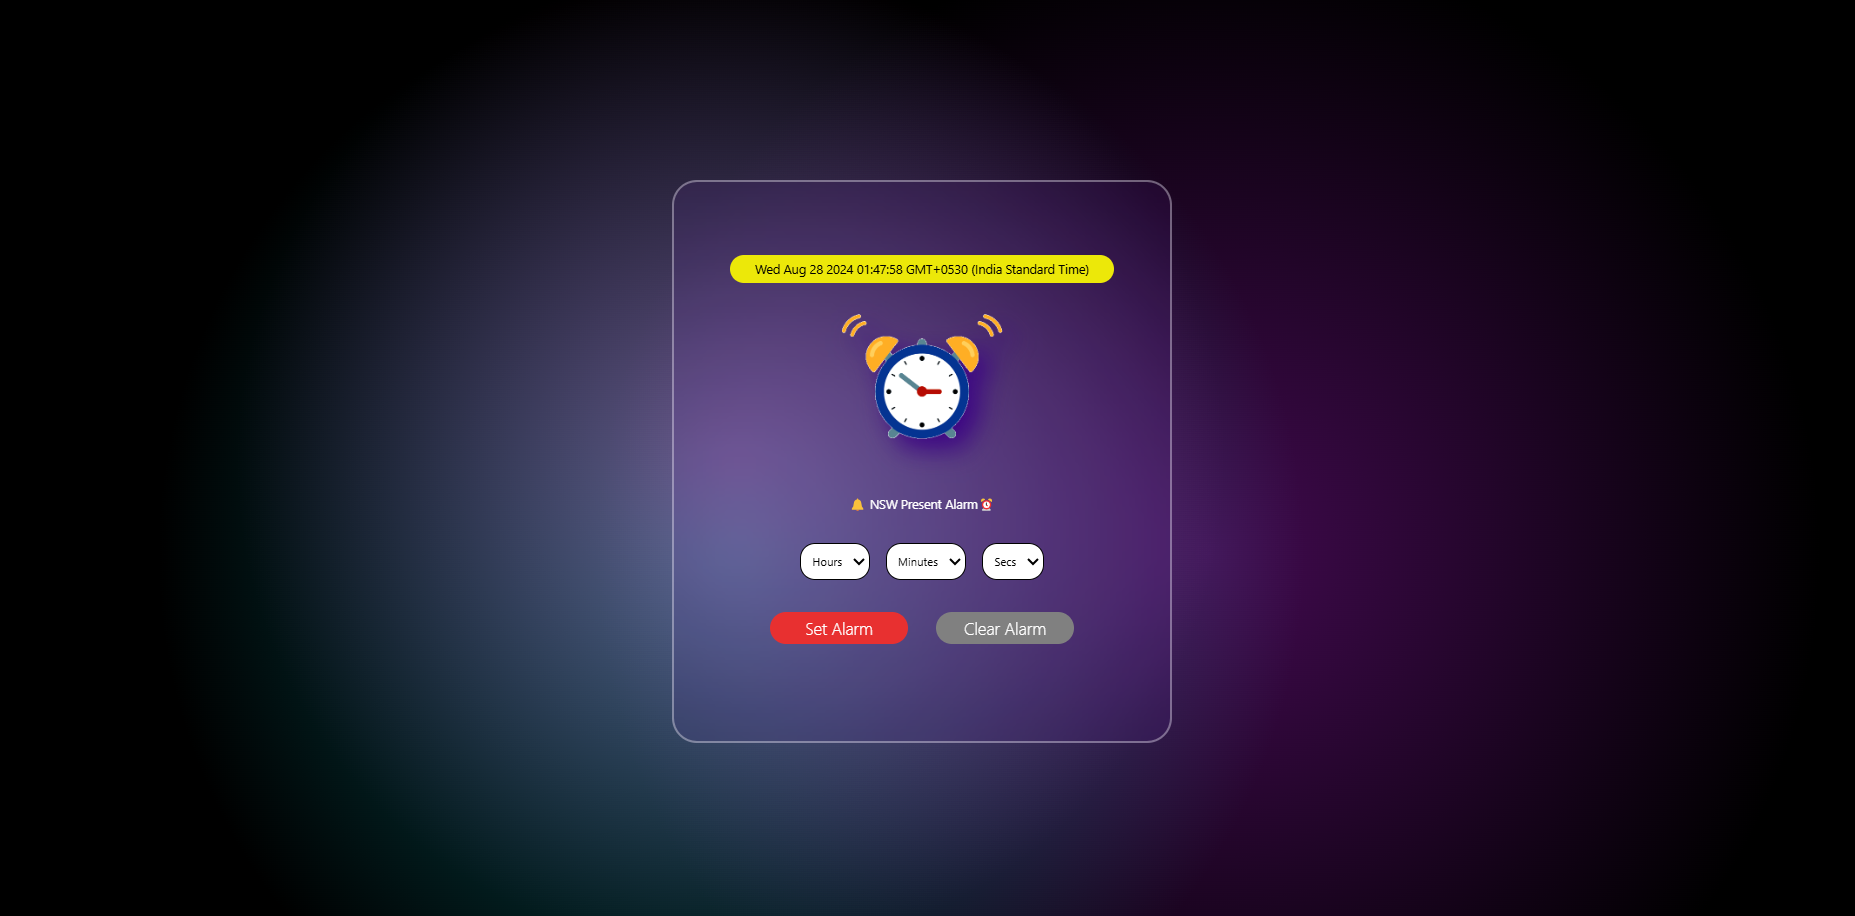 Wed Aug 28 2024 01:47:58 GMT+0530 (India Standard Time)
🔔 NSW Present Alarm ⏰
Hours Minutes Secs
Set Alarm Clear Alarm